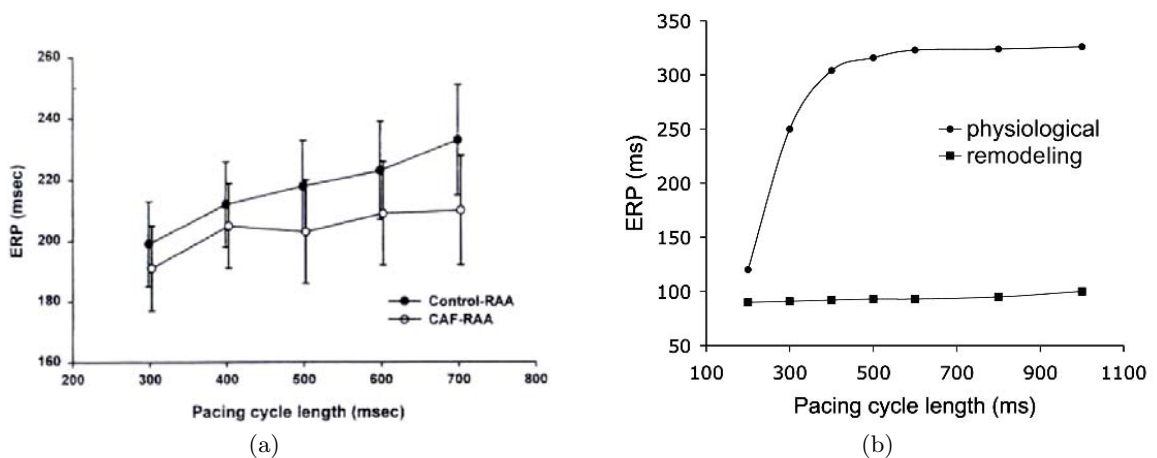 260
240
220
200
180
160
ERP (msec)
Control-RAA
CAF-RAA
200 300 400 500 600 700 800
Pacing cycle length (msec)
(a)
350
300
250
200
150
100
50
ERP (ms)
physiological
remodeling
100 300 500 700 900 1100
Pacing cycle length (ms)
(b)